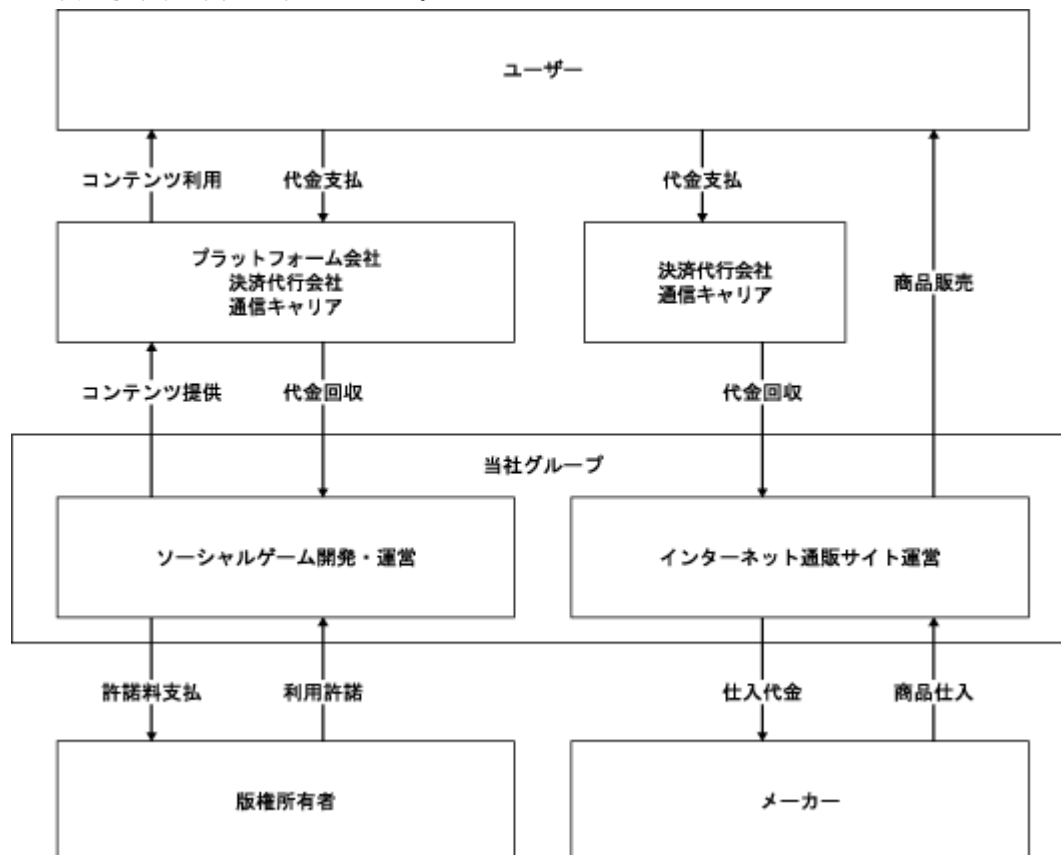 ユーザー
コンテンツ利用
代金支払
代金支払
プラットフォーム会社
決済代行会社
通信キャリア
決済代行会社
通信キャリア
商品販売
コンテンツ提供
代金回収
代金回収
当社グループ
ソーシャルゲーム開発・運営
インターネット通販サイト運営
許諾料支払
利用許諾
仕入代金
商品仕入
版権所有者
メーカー